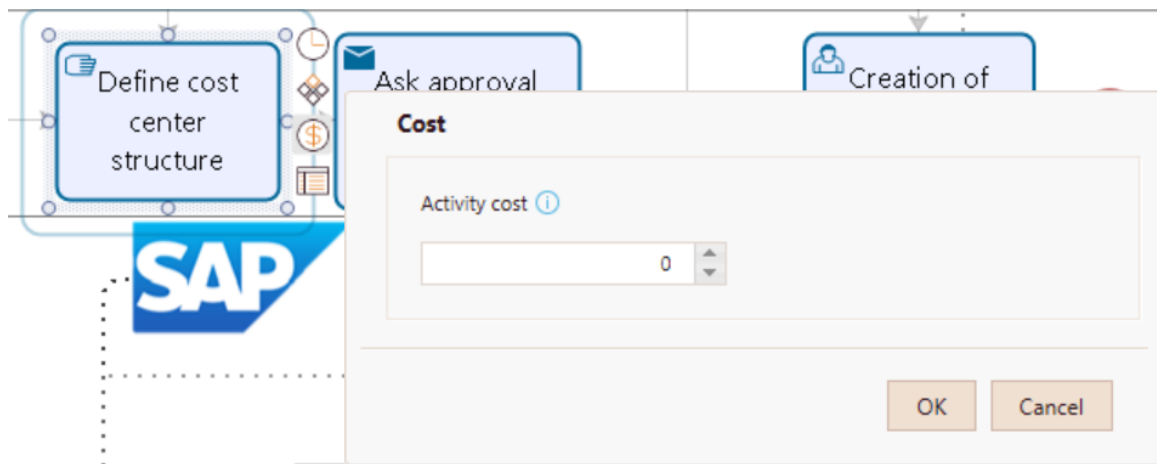 Define cost
center
structure
Ask approval
Creation of
$
Cost
Activity cost i
0
SAP
OK
Cancel